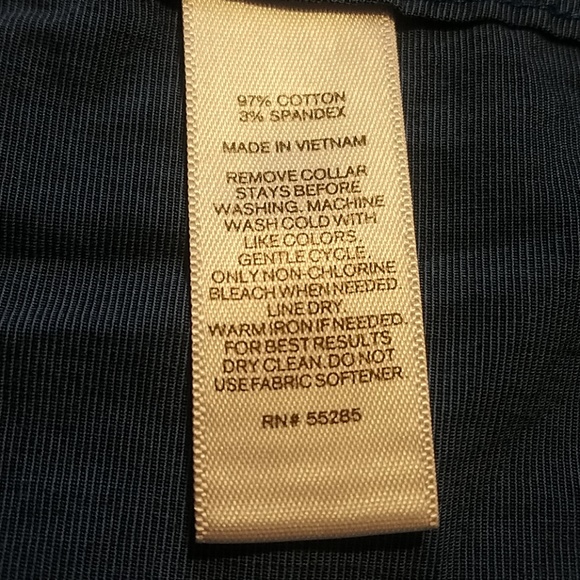 97% COTTON
3% SPANDEX
MADE IN VIETNAM
REMOVE COLLAR
STAYS BEFORE
WASHING. MACHINE
WASH COLD WITH
LIKE COLORS,
GENTLE CYCLE.
ONLY NON-CHLORINE
BLEACH WHEN NEEDED
LINE DRY.
WARM IRON IF NEEDED.
FOR BEST RESULTS
DRY CLEAN. DO NOT
USE FABRIC SOFTENER.
RN# 55285